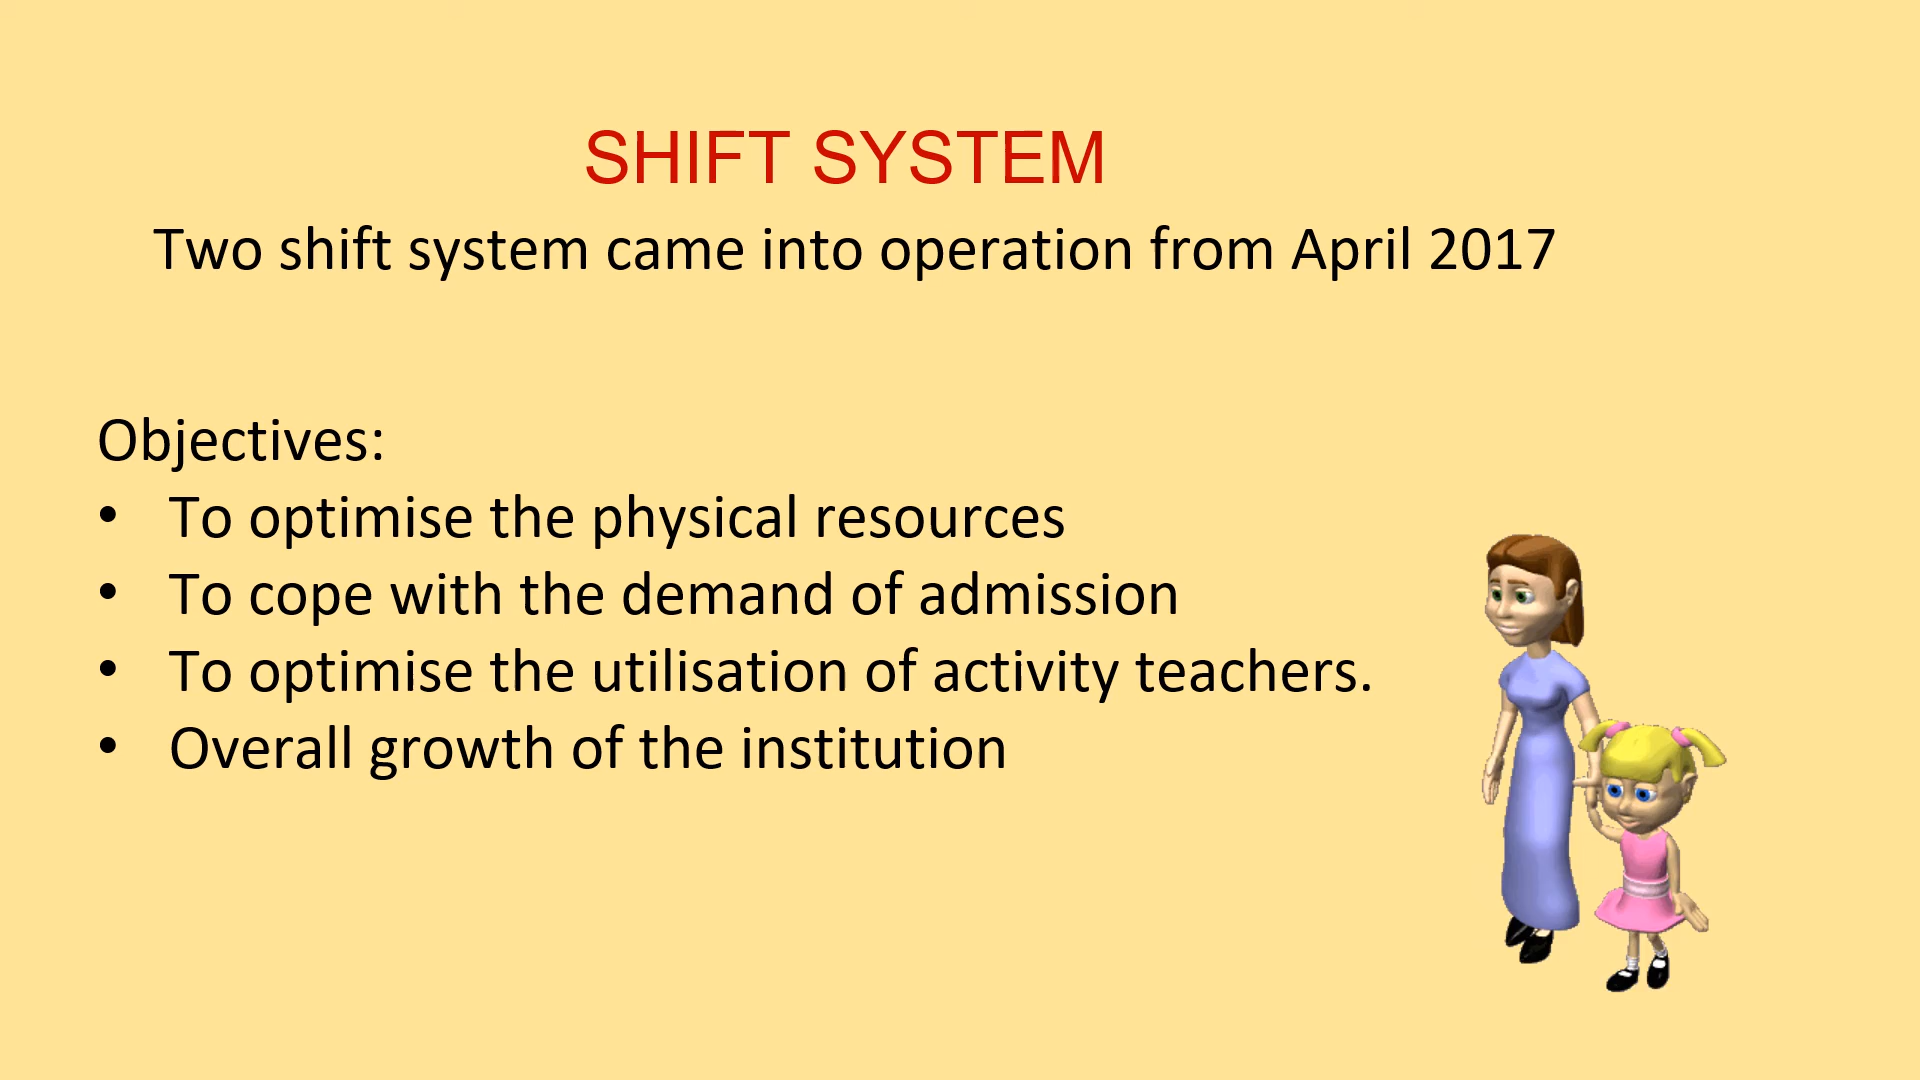 SHIFT SYSTEM
Two shift system came into operation from April 2017
Objectives:
• To optimise the physical resources
• To cope with the demand of admission
• To optimise the utilisation of activity teachers.
• Overall growth of the institution